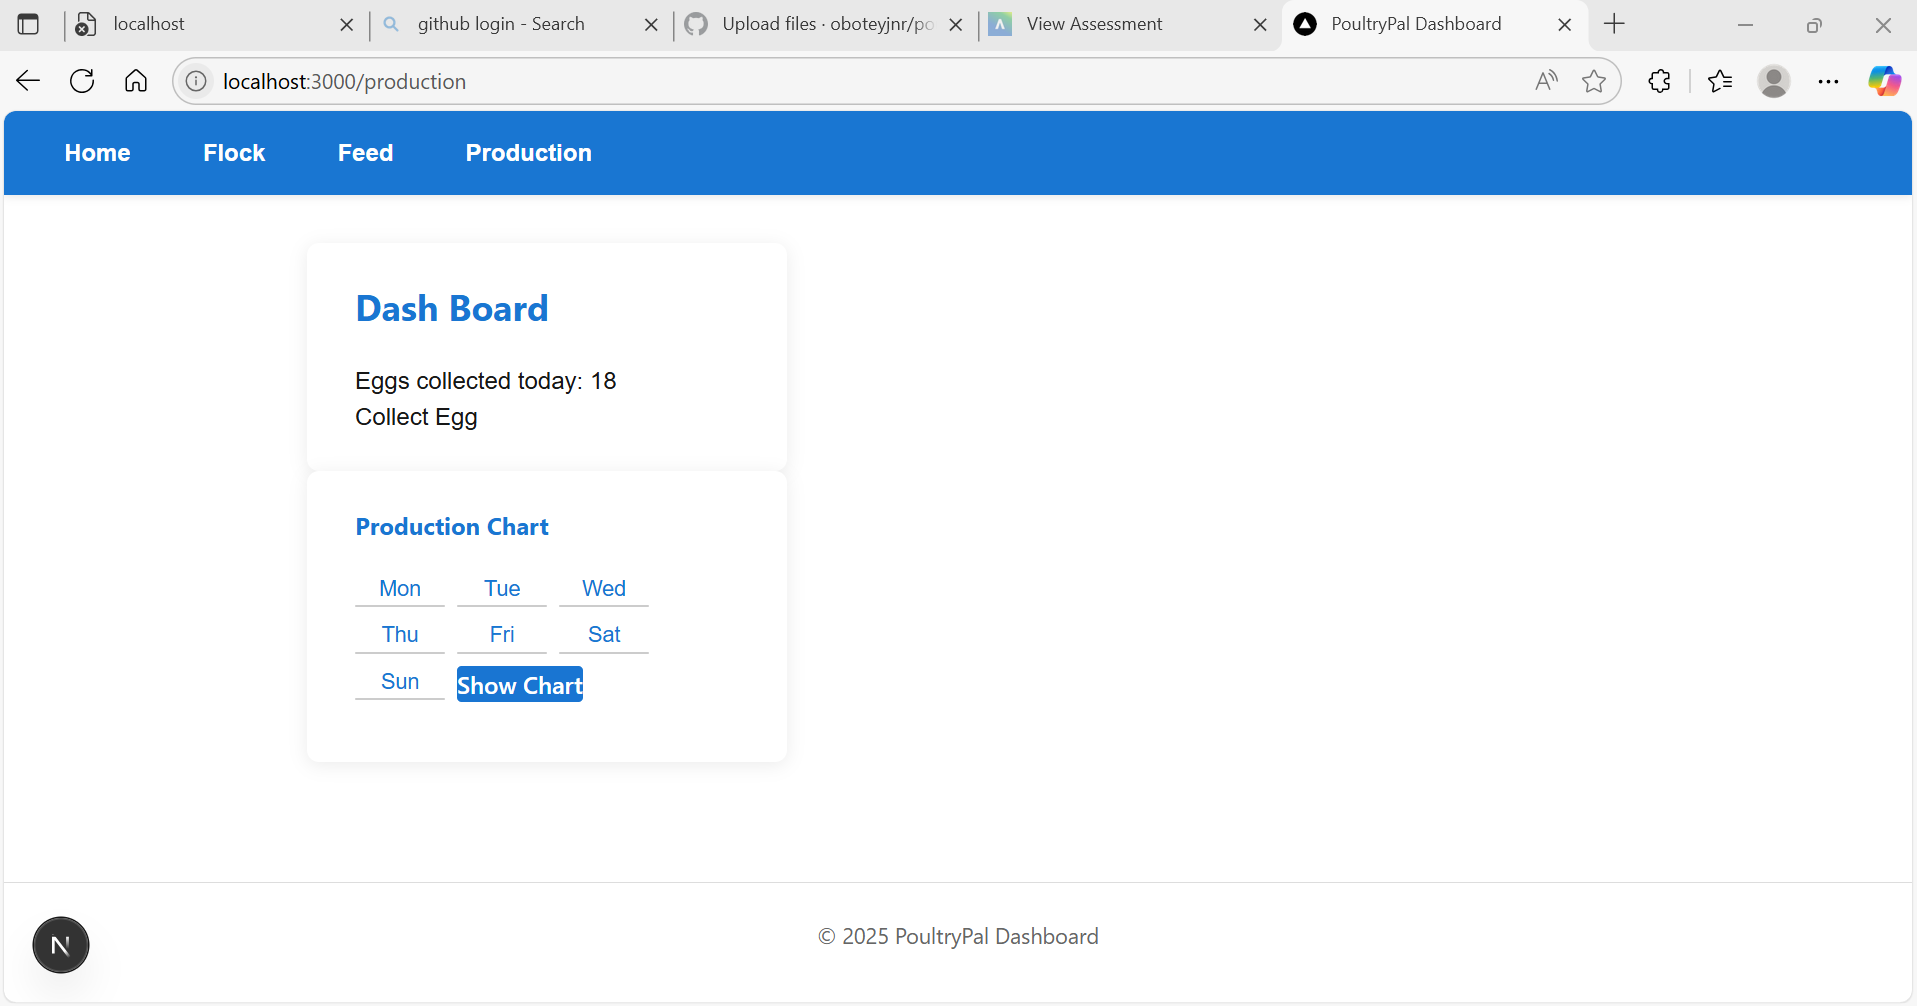 localhost
github login - Search
Upload files · oboteyjnr/po
View Assessment
PoultryPal Dashboard
localhost:3000/production
Home Flock Feed Production
Dash Board
Eggs collected today: 18
Collect Egg
Production Chart
Mon Tue Wed
Thu Fri Sat
Sun Show Chart
N
© 2025 PoultryPal Dashboard